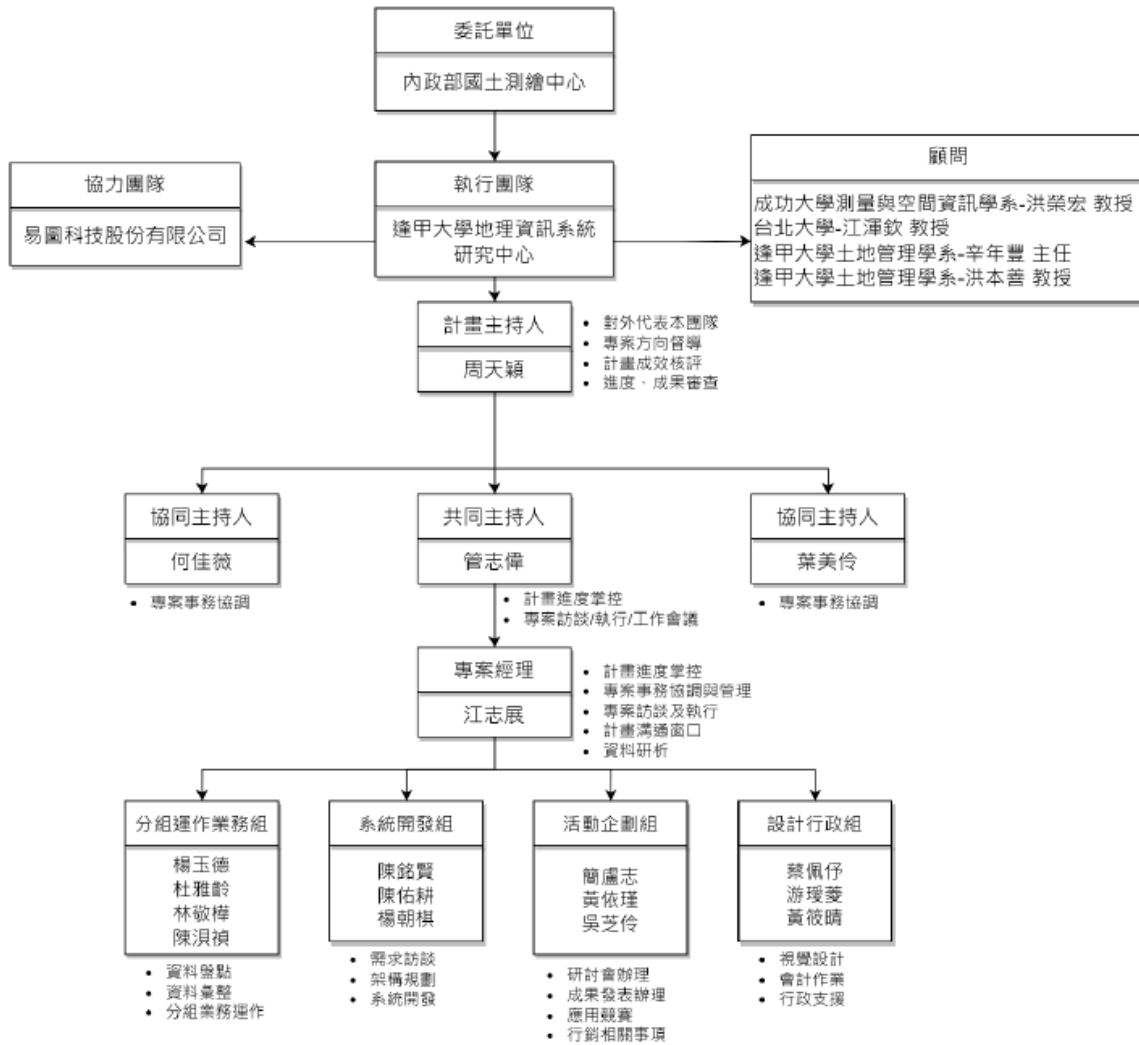 委託單位
內政部國土測繪中心
協力團隊
易圖科技股份有限公司
執行團隊
逢甲大學地理資訊系統
研究中心
顧問
成功大學測量與空間資訊學系-洪榮宏 教授
台北大學-江渾欽 教授
逢甲大學土地管理學系-辛年豐 主任
逢甲大學土地管理學系-洪本善 教授
計畫主持人
周天穎
• 對外代表本團隊
• 專案方向督導
• 計畫成效核評
• 進度、成果審查
協同主持人
何佳薇
• 專案事務協調
共同主持人
管志偉
• 計畫進度掌控
• 專案訪談/執行/工作會議
協同主持人
葉美伶
• 專案事務協調
專案經理
江志展
• 計畫進度掌控
• 專案事務協調與管理
• 專案訪談及執行
• 計畫溝通窗口
• 資料研析
分組運作業務組
楊玉德
杜雅齡
林敬樺
陳湨禎
• 資料盤點
• 資料彙整
• 分組業務運作
系統開發組
陳銘賢
陳佑耕
楊朝棋
• 需求訪談
• 架構規劃
• 系統開發
活動企劃組
簡盧志
黃依瑾
吳芝伶
• 研討會辦理
• 成果發表辦理
• 應用競賽
• 行銷相關事項
設計行政組
蔡佩伃
游璦菱
黃筱晴
• 視覺設計
• 會計作業
• 行政支援